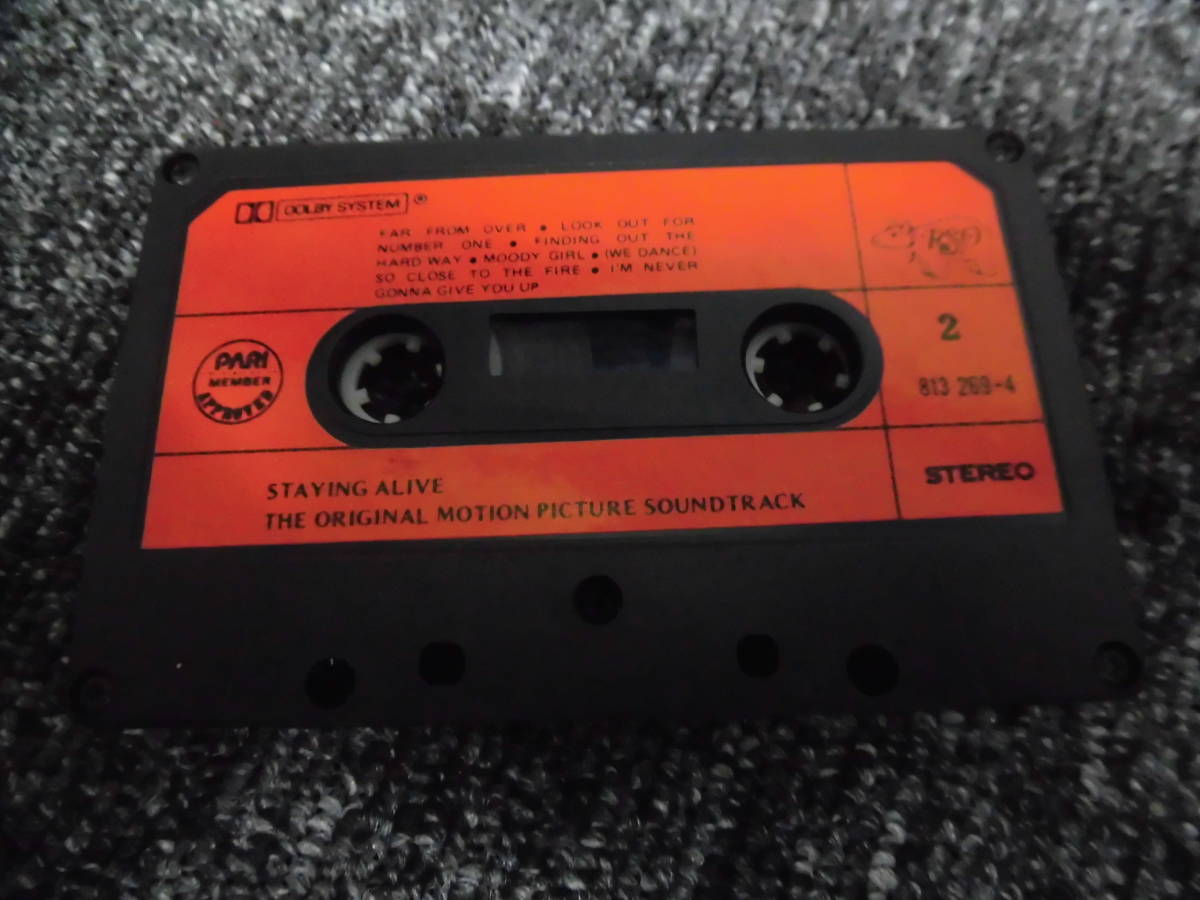 DOLBY SYSTEM ®
FAR FROM OVER • LOOK OUT FOR
NUMBER ONE • FINDING OUT THE
HARD WAY • MOODY GIRL • (WE DANCE)
SO CLOSE TO THE FIRE • I'M NEVER
GONNA GIVE YOU UP
RSO
PARI
MEMBER
APPROVED
2
813 269-4
STAYING ALIVE
THE ORIGINAL MOTION PICTURE SOUNDTRACK
STEREO